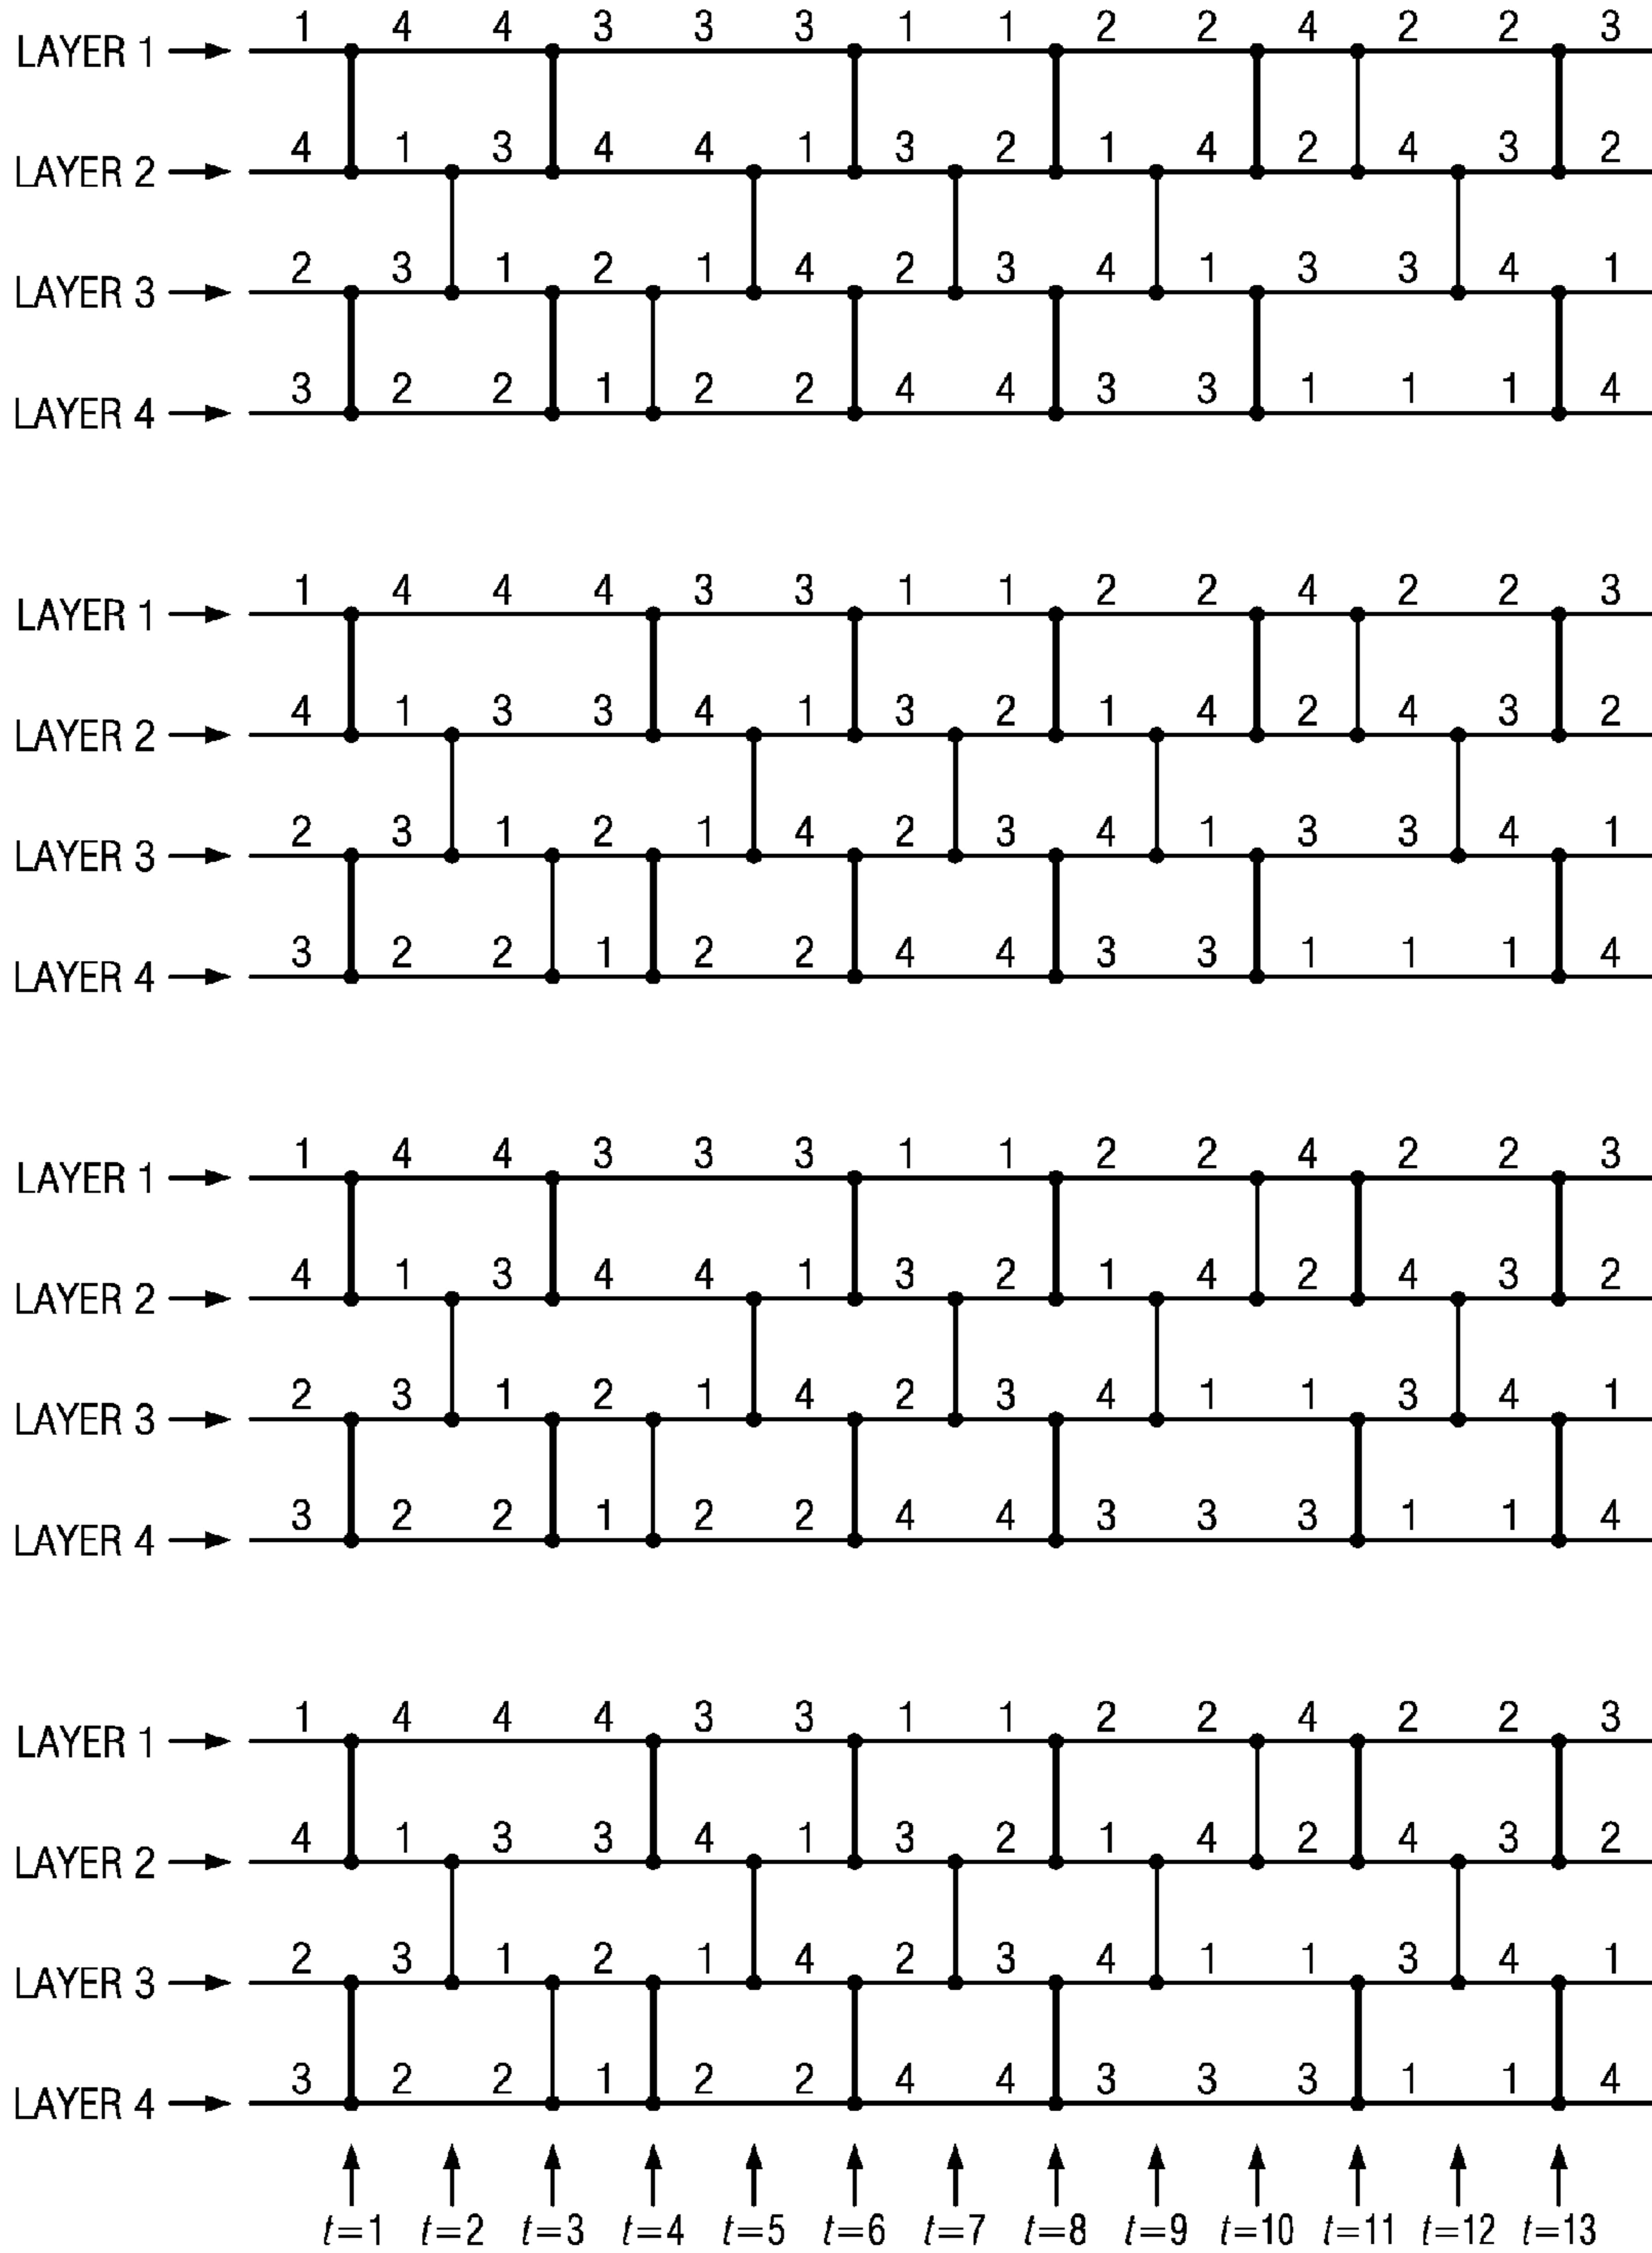 LAYER 1 1 4 4 3 3 3 1 1 2 2 4 2 2 3
LAYER 2 4 1 3 4 4 1 3 2 1 4 2 4 3 2
LAYER 3 2 3 1 2 1 4 2 3 4 1 3 3 4 1
LAYER 4 3 2 2 1 2 2 4 4 3 3 1 1 1 4
LAYER 1 1 4 4 4 3 3 1 1 2 2 4 2 2 3
LAYER 2 4 1 3 3 4 1 3 2 1 4 2 4 3 2
LAYER 3 2 3 1 2 1 4 2 3 4 1 3 3 4 1
LAYER 4 3 2 2 1 2 2 4 4 3 3 1 1 1 4
LAYER 1 1 4 4 3 3 3 1 1 2 2 4 2 2 3
LAYER 2 4 1 3 4 4 1 3 2 1 4 2 4 3 2
LAYER 3 2 3 1 2 1 4 2 3 4 1 1 3 4 1
LAYER 4 3 2 2 1 2 2 4 4 3 3 3 1 1 4
LAYER 1 1 4 4 4 3 3 1 1 2 2 4 2 2 3
LAYER 2 4 1 3 3 4 1 3 2 1 4 2 4 3 2
LAYER 3 2 3 1 2 1 4 2 3 4 1 1 3 4 1
LAYER 4 3 2 2 1 2 2 4 4 3 3 3 1 1 4
t=1 t=2 t=3 t=4 t=5 t=6 t=7 t=8 t=9 t=10 t=11 t=12 t=13